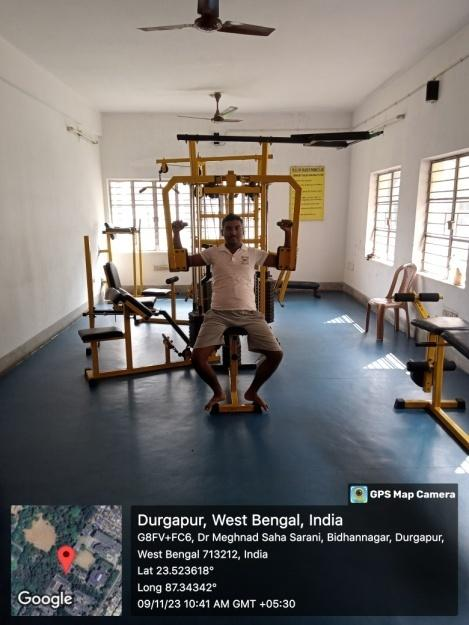 GPS Map Camera
Durgapur, West Bengal, India
G8FV+FC6, Dr Meghnad Saha Sarani, Bidhannagar, Durgapur,
West Bengal 713212, India
Lat 23.523618°
Long 87.34342°
09/11/23 10:41 AM GMT +05:30
Google